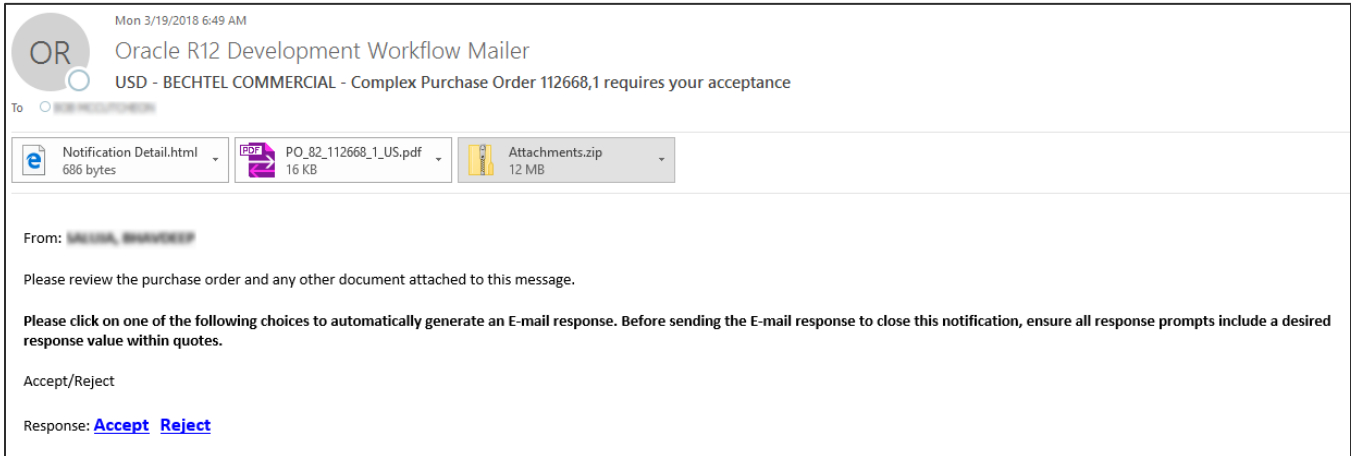 Mon 3/19/2018 6:49 AM
OR
Oracle R12 Development Workflow Mailer
USD - BECHTEL COMMERCIAL - Complex Purchase Order 112668,1 requires your acceptance
To
Notification Detail.html
686 bytes
PDF
PO_82_112668_1_US.pdf
16 KB
Attachments.zip
12 MB
From:
Please review the purchase order and any other document attached to this message.
Please click on one of the following choices to automatically generate an E-mail response. Before sending the E-mail response to close this notification, ensure all response prompts include a desired
response value within quotes.
Accept/Reject
Response: Accept Reject